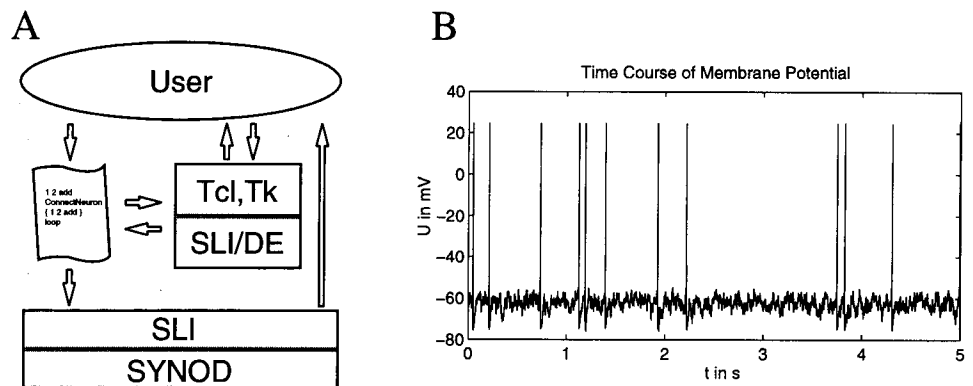 A
User
1 2 add
ConnectNeuron
{ 1 2 add }
loop
Tcl,Tk
SLI/DE
SLI
SYNOD
B
Time Course of Membrane Potential
U in mV
40
20
0
−20
−40
−60
−80
0 1 2 3 4 5
t in s